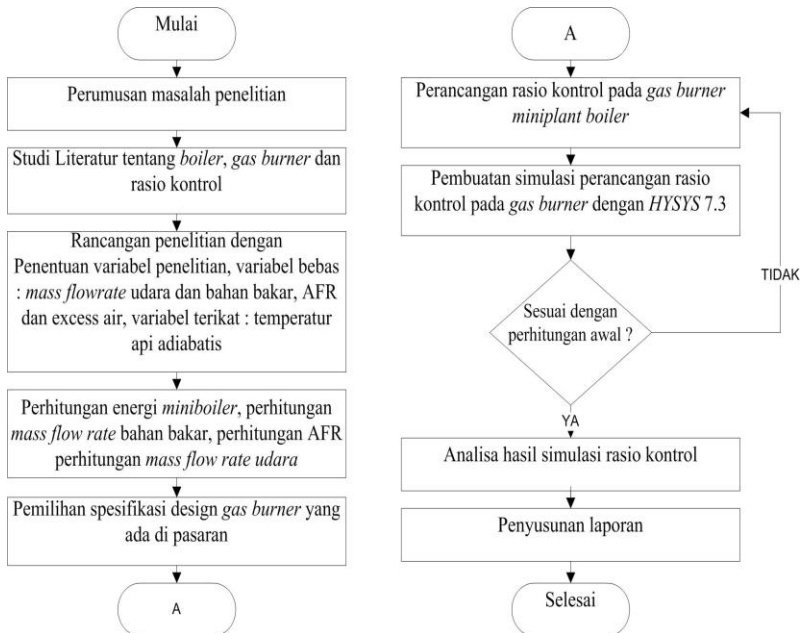 Mulai
Perumusan masalah penelitian
Studi Literatur tentang boiler, gas burner dan
rasio kontrol
Rancangan penelitian dengan
Penentuan variabel penelitian, variabel bebas
: mass flowrate udara dan bahan bakar, AFR
dan excess air, variabel terikat : temperatur
api adiabatis
Perhitungan energi miniboiler, perhitungan
mass flow rate bahan bakar, perhitungan AFR
perhitungan mass flow rate udara
Pemilihan spesifikasi design gas burner yang
ada di pasaran
A
A
Perancangan rasio kontrol pada gas burner
miniplant boiler
Pembuatan simulasi perancangan rasio
kontrol pada gas burner dengan HYSYS 7.3
TIDAK
Sesuai dengan
perhitungan awal ?
YA
Analisa hasil simulasi rasio kontrol
Penyusunan laporan
Selesai